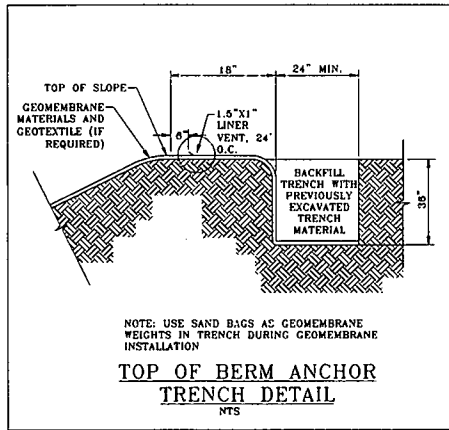 18"
24" MIN.
TOP OF SLOPE
GEOMEMBRANE
MATERIALS AND
GEOTEXTILE (IF
REQUIRED)
6"
1.5"X1"
LINER
VENT, 24'
O.C.
BACKFILL
TRENCH WITH
PREVIOUSLY
EXCAVATED
TRENCH
MATERIAL
36"
NOTE: USE SAND BAGS AS GEOMEMBRANE
WEIGHTS IN TRENCH DURING GEOMEMBRANE
INSTALLATION
TOP OF BERM ANCHOR
TRENCH DETAIL
NTS